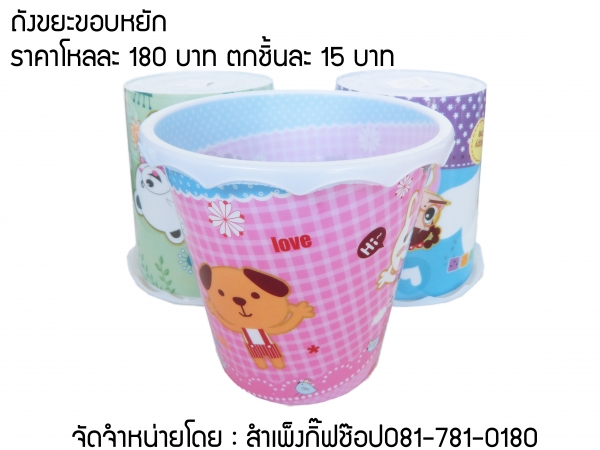 ถังขยะขอบหยัก
ราคาโหลละ 180 บาท ตกชิ้นละ 15 บาท
love
Hi~
จัดจำหน่ายโดย : สำเพ็งกิ๊ฟช๊อป081-781-0180